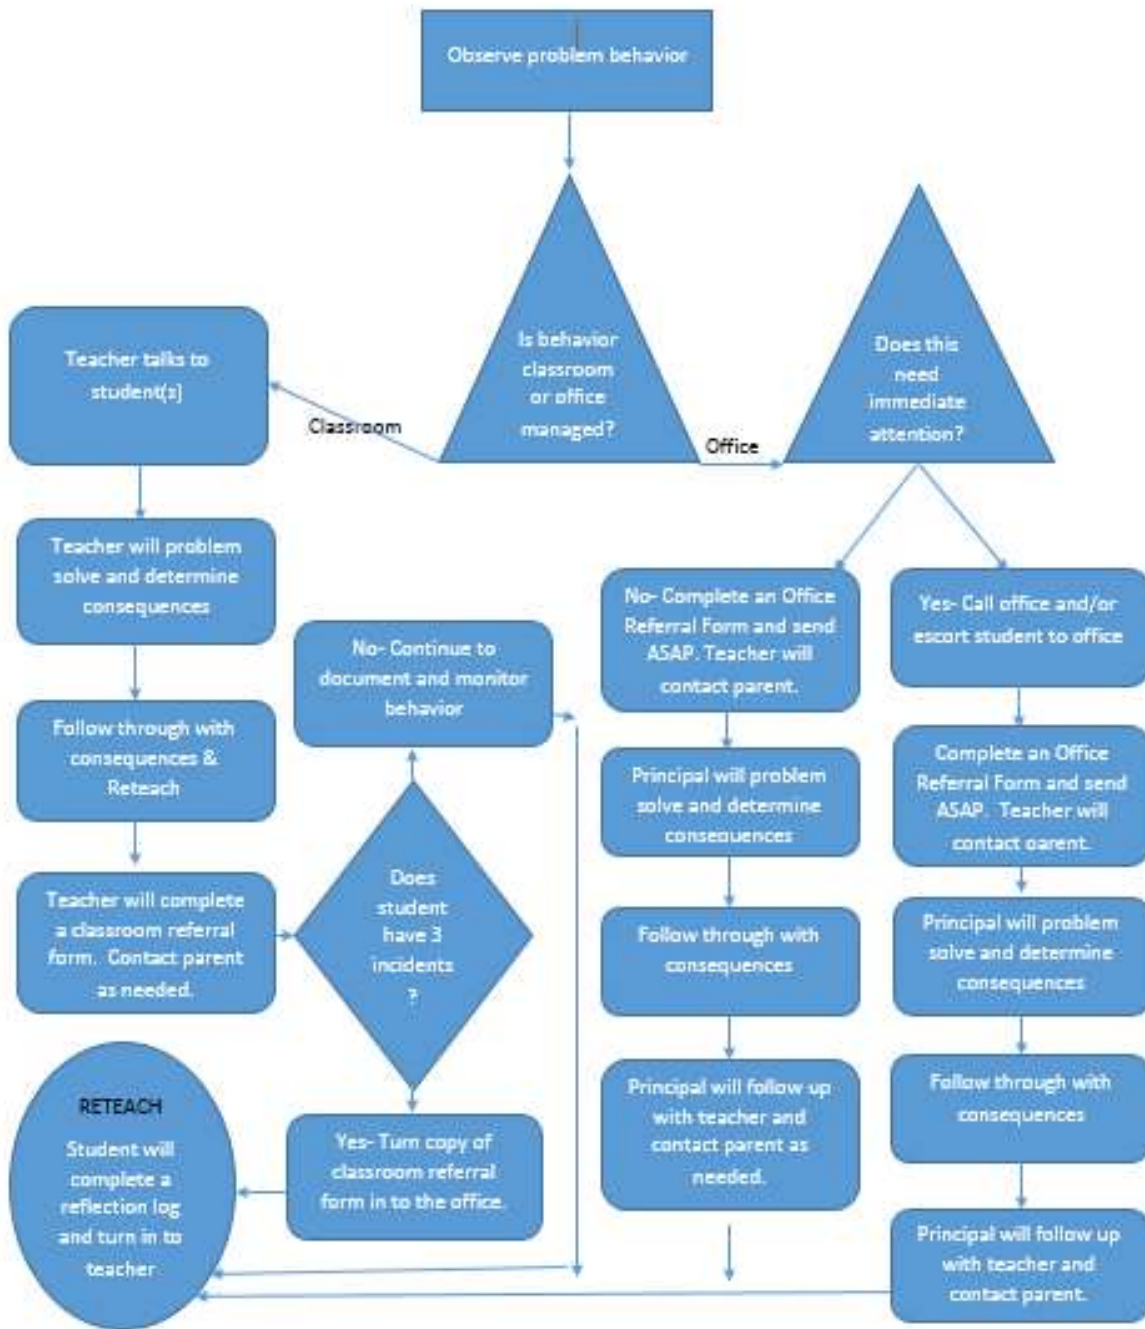 Observe problem behavior
Is behavior
classroom
or office
managed?
Does this
need
immediate
attention?
Teacher talks to
student(s)
Classroom
Office
Teacher will problem
solve and determine
consequences
No- Complete an Office
Referral Form and send
ASAP. Teacher will
contact parent.
Yes- Call office and/or
escort student to office
No- Continue to
document and monitor
behavior
Follow through with
consequences &
Reteach
Principal will problem
solve and determine
consequences
Complete an Office
Referral Form and send
ASAP.  Teacher will
contact parent.
Teacher will complete
a classroom referral
form.  Contact parent
as needed.
Does
student
have 3
incidents
?
Follow through with
consequences
Principal will problem
solve and determine
consequences
RETEACH
Student will
complete a
reflection log
and turn in to
teacher
Yes- Turn copy of
classroom referral
form in to the office.
Principal will follow up
with teacher and
contact parent as
needed.
Follow through with
consequences
Principal will follow up
with teacher and
contact parent.